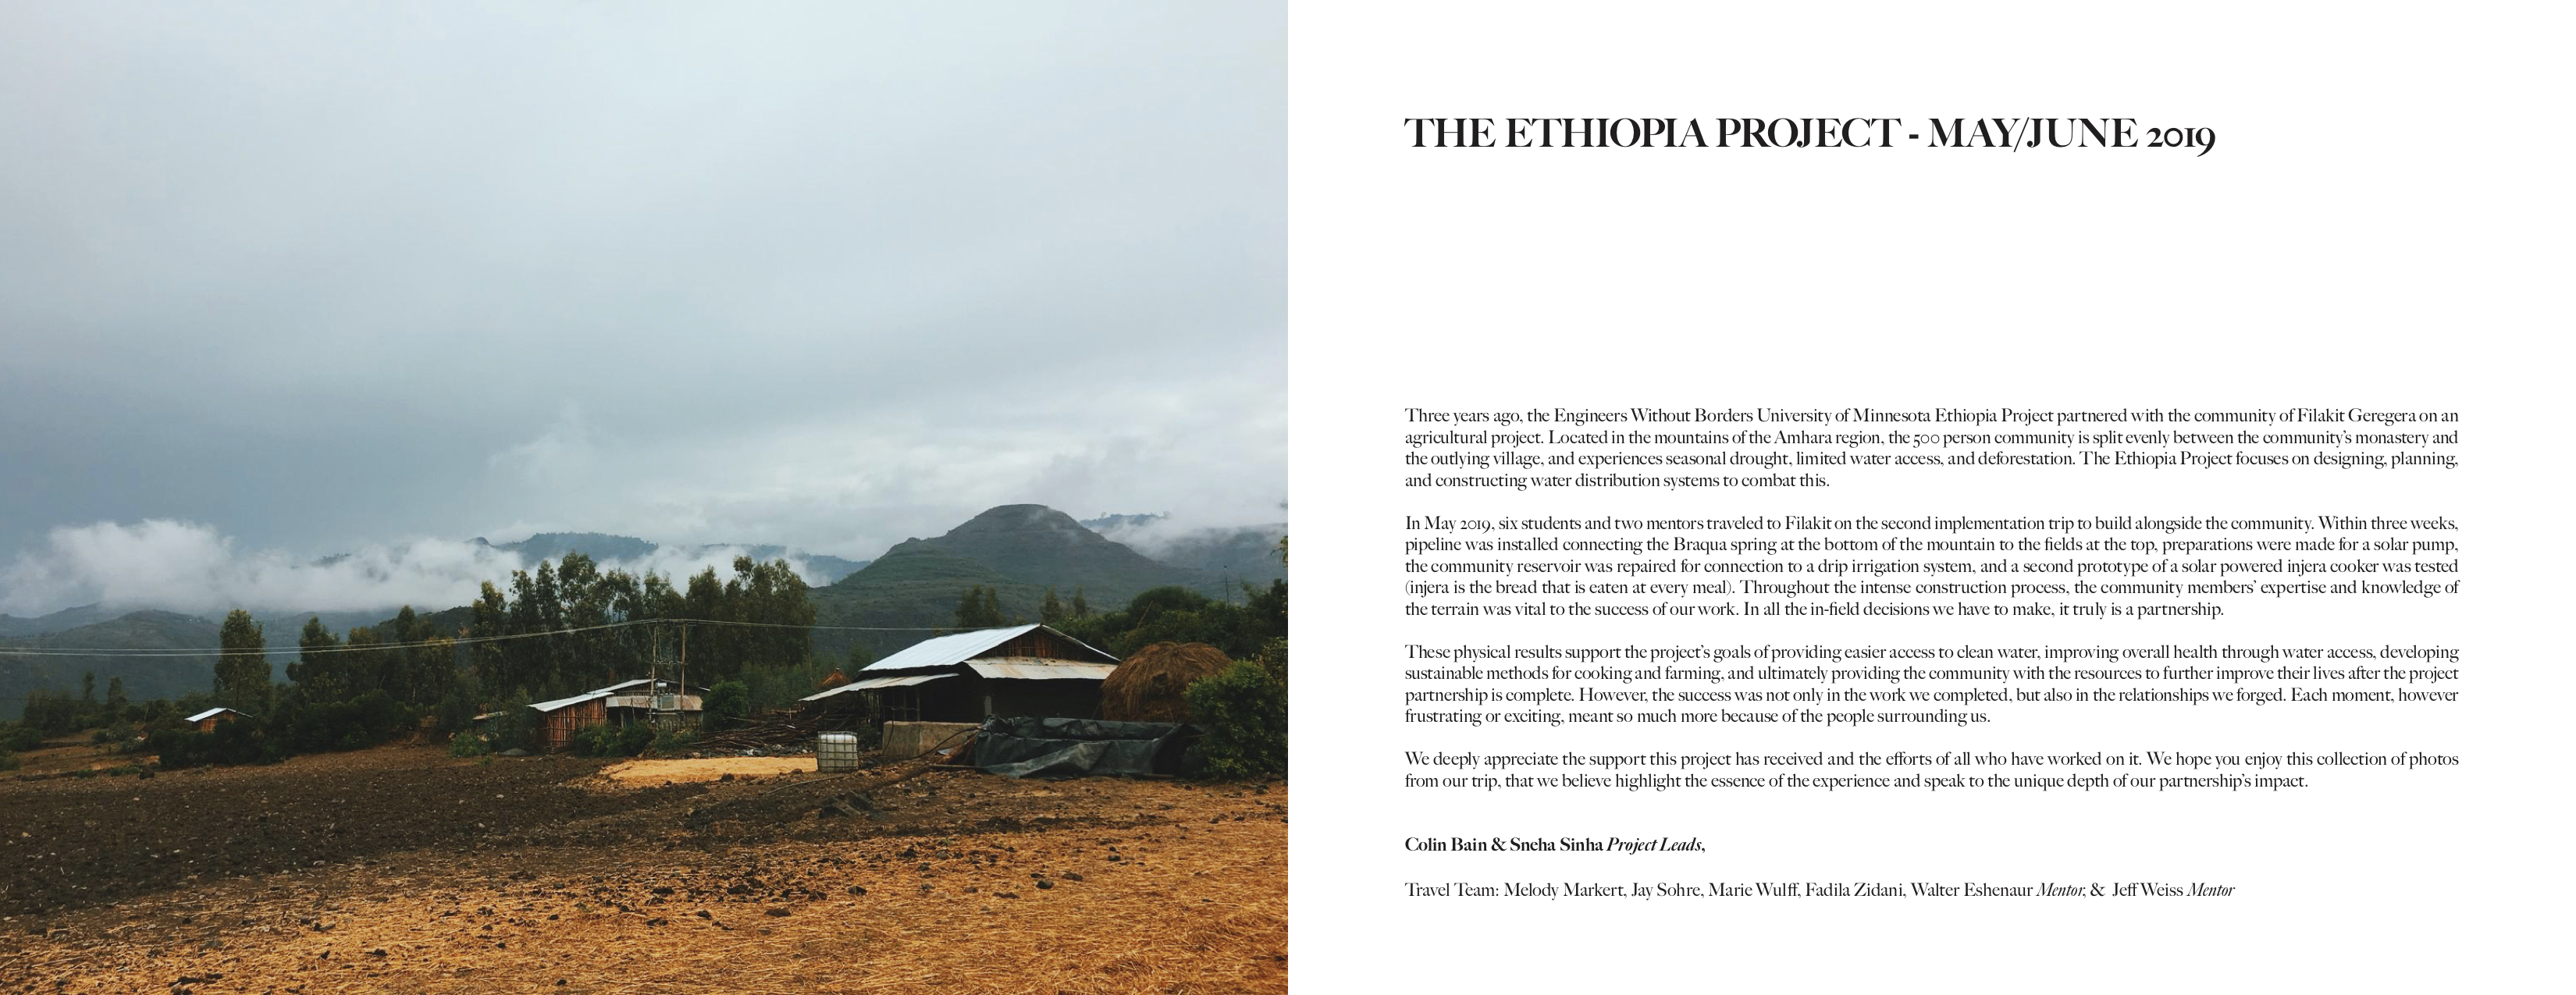 THE ETHIOPIA PROJECT - MAY/JUNE 2019
Three years ago, the Engineers Without Borders University of Minnesota Ethiopia Project partnered with the community of Filakit Geregera on an
agricultural project. Located in the mountains of the Amhara region, the 500 person community is split evenly between the community's monastery and
the outlying village, and experiences seasonal drought, limited water access, and deforestation. The Ethiopia Project focuses on designing, planning,
and constructing water distribution systems to combat this.
In May 2019, six students and two mentors traveled to Filakit on the second implementation trip to build alongside the community. Within three weeks,
pipeline was installed connecting the Braqua spring at the bottom of the mountain to the fields at the top, preparations were made for a solar pump,
the community reservoir was repaired for connection to a drip irrigation system, and a second prototype of a solar powered injera cooker was tested
(injera is the bread that is eaten at every meal). Throughout the intense construction process, the community members' expertise and knowledge of
the terrain was vital to the success of our work. In all the in-field decisions we have to make, it truly is a partnership.
These physical results support the project's goals of providing easier access to clean water, improving overall health through water access, developing
sustainable methods for cooking and farming, and ultimately providing the community with the resources to further improve their lives after the project
partnership is complete. However, the success was not only in the work we completed, but also in the relationships we forged. Each moment, however
frustrating or exciting, meant so much more because of the people surrounding us.
We deeply appreciate the support this project has received and the efforts of all who have worked on it. We hope you enjoy this collection of photos
from our trip, that we believe highlight the essence of the experience and speak to the unique depth of our partnership's impact.
Colin Bain & Sneha Sinha Project Leads,
Travel Team: Melody Markert, Jay Sohre, Marie Wulff, Fadila Zidani, Walter Eshenaur Mentor, & Jeff Weiss Mentor